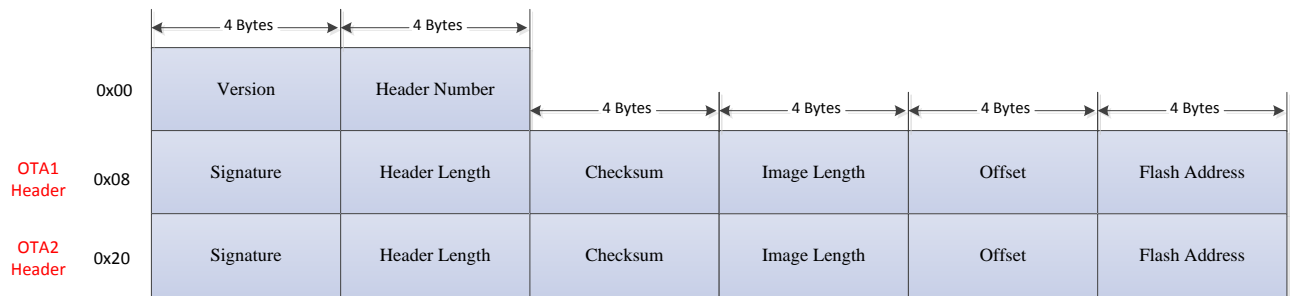 4 Bytes 4 Bytes
0x00 Version Header Number
4 Bytes 4 Bytes 4 Bytes 4 Bytes
OTA1
Header
0x08 Signature Header Length Checksum Image Length Offset Flash Address
OTA2
Header
0x20 Signature Header Length Checksum Image Length Offset Flash Address